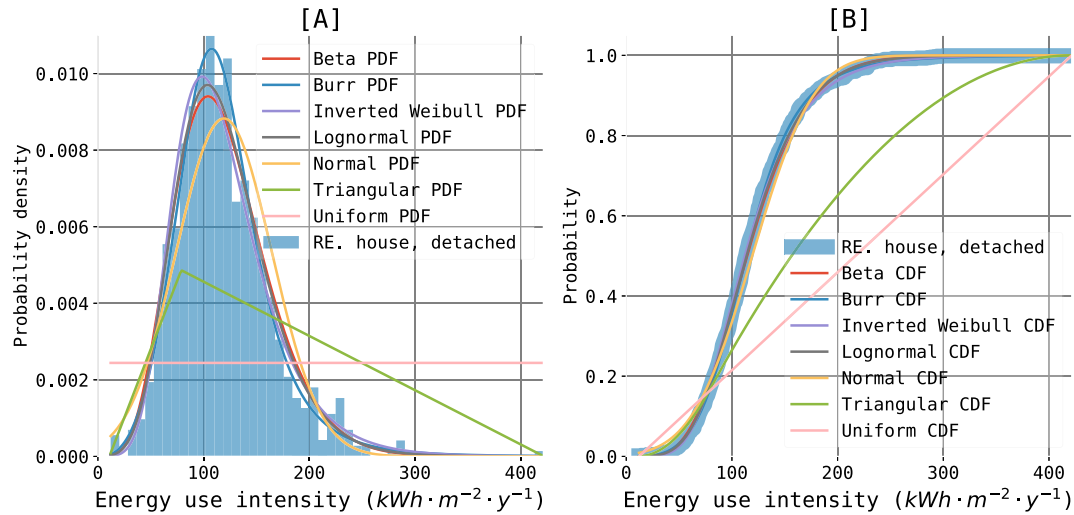 [A]
Probability density
0.010
0.008
0.006
0.004
0.002
0.000
0
100
200
300
400
Beta PDF
Burr PDF
Inverted Weibull PDF
Lognormal PDF
Normal PDF
Triangular PDF
Uniform PDF
RE. house, detached
Energy use intensity (kWh·m⁻²·y⁻¹)
[B]
Probability
1.0
0.8
0.6
0.4
0.2
0.0
0
100
200
300
400
RE. house, detached
Beta CDF
Burr CDF
Inverted Weibull CDF
Lognormal CDF
Normal CDF
Triangular CDF
Uniform CDF
Energy use intensity (kWh·m⁻²·y⁻¹)